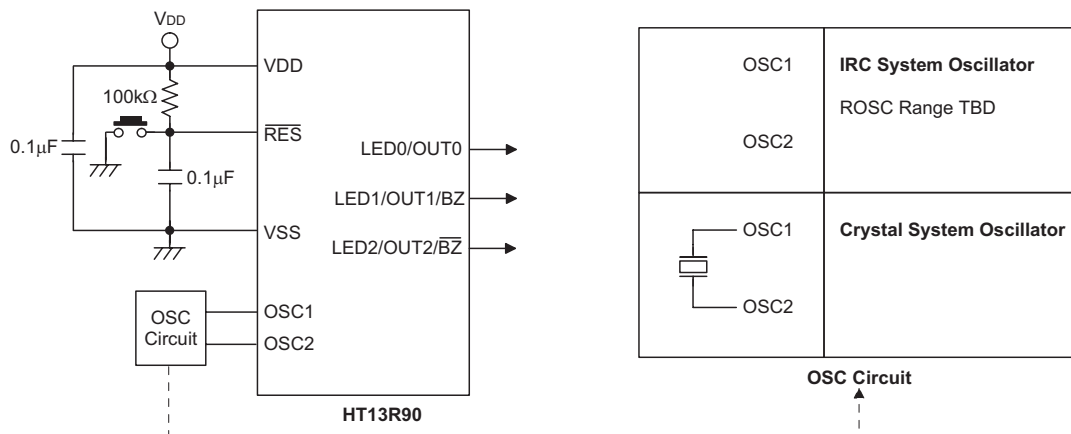 VDD
VDD
100kΩ
RES
0.1μF
0.1μF
VSS
OSC
Circuit
OSC1
OSC2
LED0/OUT0
LED1/OUT1/BZ
LED2/OUT2/BZ
HT13R90
OSC1
IRC System Oscillator
ROSC Range TBD
OSC2
OSC1
Crystal System Oscillator
OSC2
OSC Circuit